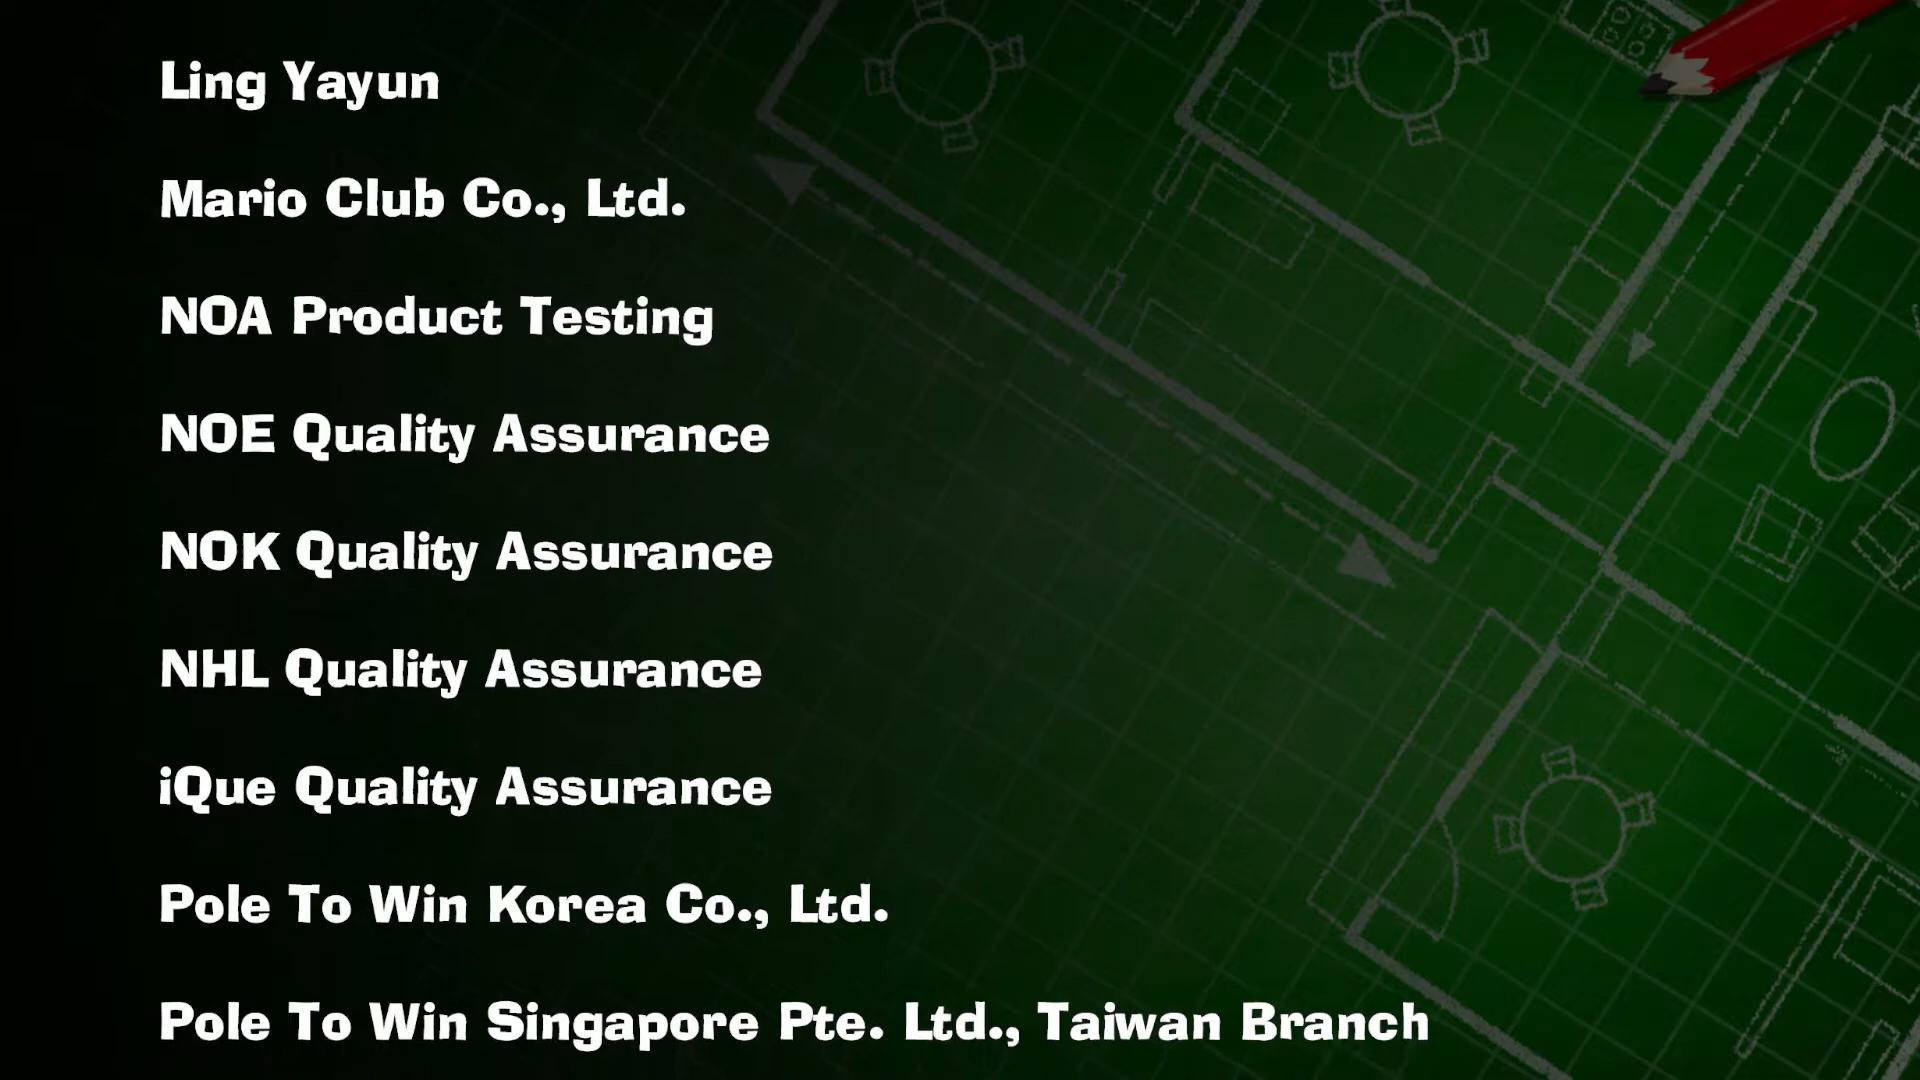 Ling Yayun
Mario Club Co., Ltd.
NOA Product Testing
NOE Quality Assurance
NOK Quality Assurance
NHL Quality Assurance
iQue Quality Assurance
Pole To Win Korea Co., Ltd.
Pole To Win Singapore Pte. Ltd., Taiwan Branch